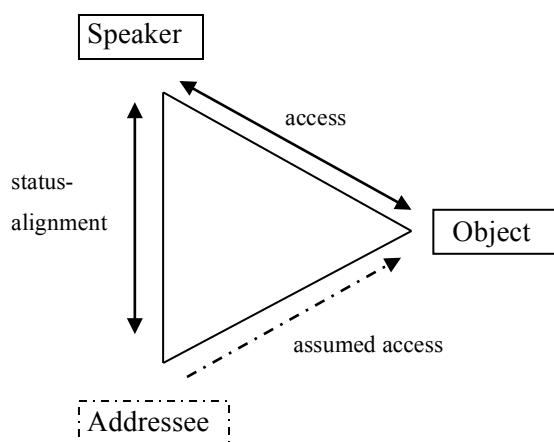 Speaker
access
status-
alignment
Object
assumed access
Addressee